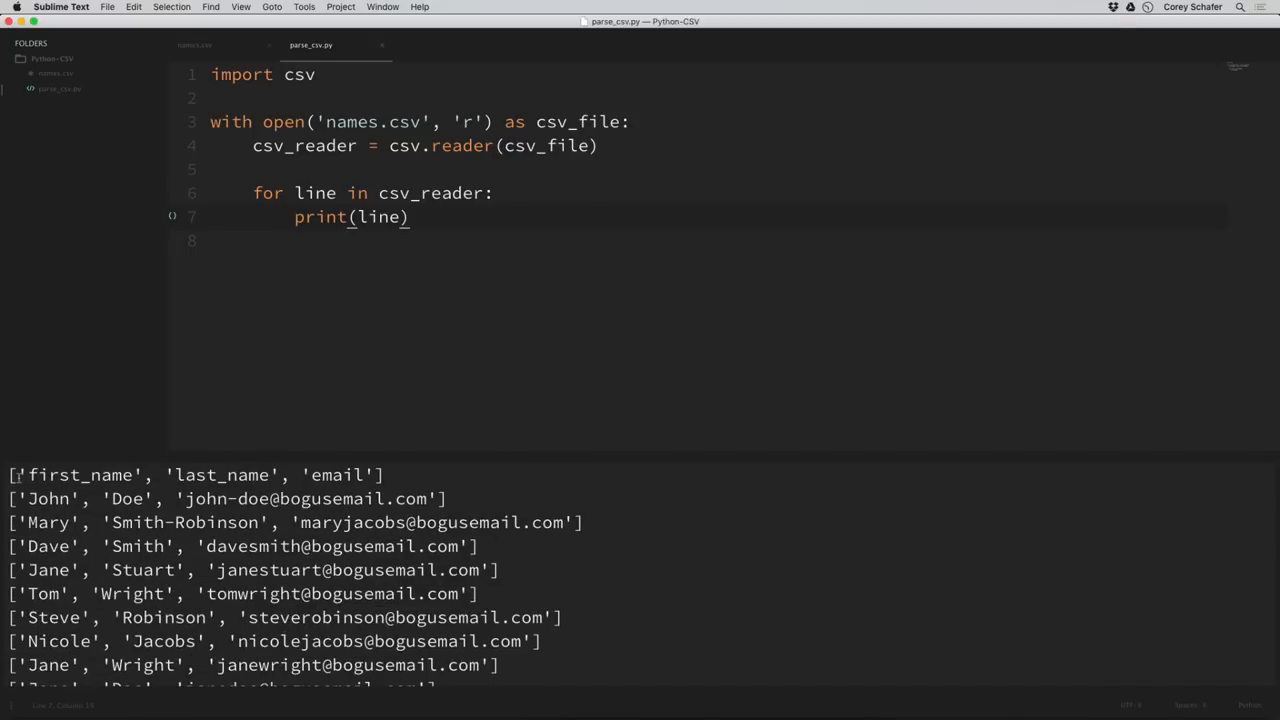 Sublime Text File Edit Selection Find View Goto Tools Project Window Help Corey Schafer
parse_csv.py — Python-CSV
FOLDERS
Python-CSV
names.csv
parse_csv.py
names.csv parse_csv.py
1 import csv
2
3 with open('names.csv', 'r') as csv_file:
4 csv_reader = csv.reader(csv_file)
5
6 for line in csv_reader:
7 print(line)
8
['first_name', 'last_name', 'email']
['John', 'Doe', 'john-doe@bogusemail.com']
['Mary', 'Smith-Robinson', 'maryjacobs@bogusemail.com']
['Dave', 'Smith', 'davesmith@bogusemail.com']
['Jane', 'Stuart', 'janestuart@bogusemail.com']
['Tom', 'Wright', 'tomwright@bogusemail.com']
['Steve', 'Robinson', 'steverobinson@bogusemail.com']
['Nicole', 'Jacobs', 'nicolejacobs@bogusemail.com']
['Jane', 'Wright', 'janewright@bogusemail.com']
['Jane', 'Doe', 'janedoe@bogusemail.com']
UTF-8 Spaces: 4 Python